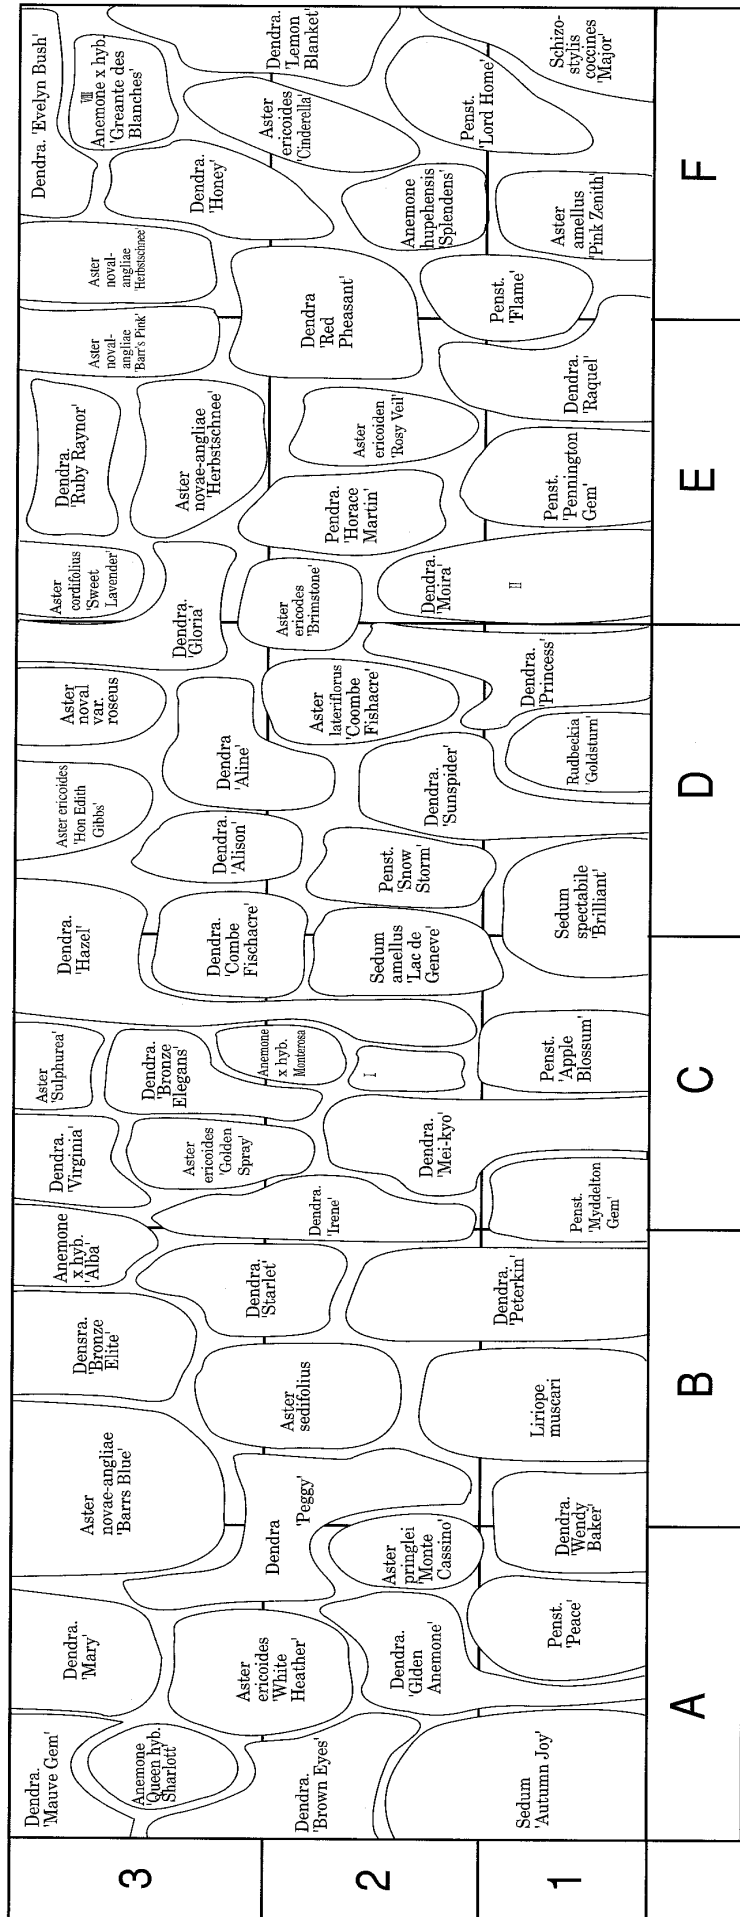 Dendra.
'Mauve Gem'
Anemone
'Queen hyb.
Sharlott'
Dendra.
'Mary'
Aster
novae-angliae
'Barrs Blue'
Densra.
'Bronze
Elite'
Anemone
x hyb.
'Alba'
Dendra.
'Virginia'
Aster
'Sulphurea'
Dendra.
'Hazel'
Aster ericoides
'Hon Edith
Gibbs'
Aster
noval
var.
roseus
Aster
cordifolius
'Sweet
Lavender'
Dendra.
'Ruby Raynor'
Aster
noval-
angliae
'Barr's Pink'
Aster
noval-
angliae
'Herbstschnee'
Dendra. 'Evelyn Bush'
VIII
Anemone x hyb.
'Greante des
Blanches'
3
Dendra.
'Brown Eyes'
Aster
ericoides
'White
Heather'
Dendra
'Peggy'
Aster
sedifolius
Dendra.
'Starlet'
Dendra.
'Irene'
Aster
ericoides
'Golden
Spray'
Dendra.
'Bronze
Elegans'
Anemone
x hyb.
Monterosa
Dendra.
'Combe
Fischacre'
Dendra.
'Alison'
Dendra
'Aline'
Dendra.
'Gloria'
Aster
ericodes
'Brimstone'
Aster
novae-angliae
'Herbstschnee'
Dendra
'Red
Pheasant'
Dendra.
'Honey'
Aster
ericoides
'Cinderella'
Dendra.
'Lemon
Blanket'
2
Dendra.
'Glden
Anemone'
Aster
pringlei
'Monte
Cassino'
Dendra.
'Mei-kyo'
I
Sedum
amellus
'Lac de
Geneve'
Penst.
'Snow
Storm'
Dendra.
'Sunspider'
Aster
lateriflorus
'Coombe
Fishacre'
Dendra.
'Moira'
II
Pendra.
'Horace
Martin'
Aster
ericoiden
'Rosy Veil'
Anemone
hupehensis
'Splendens'
Penst.
'Lord Home'
1
Sedum
'Autumn Joy'
Penst.
'Peace'
Dendra.
'Wendy
Baker'
Liriope
muscari
Dendra.
'Peterkin'
Penst.
'Myddelton
Gem'
Penst.
'Apple
Blossum'
Sedum
spectabile
'Brilliant'
Rudbeckia
'Goldsturn'
Dendra.
'Princess'
Penst.
'Pennington
Gem'
Dendra.
'Raquel'
Penst.
'Flame'
Aster
amellus
'Pink Zenith'
Schizo-
stylis
coccines
'Major'
A
B
C
D
E
F